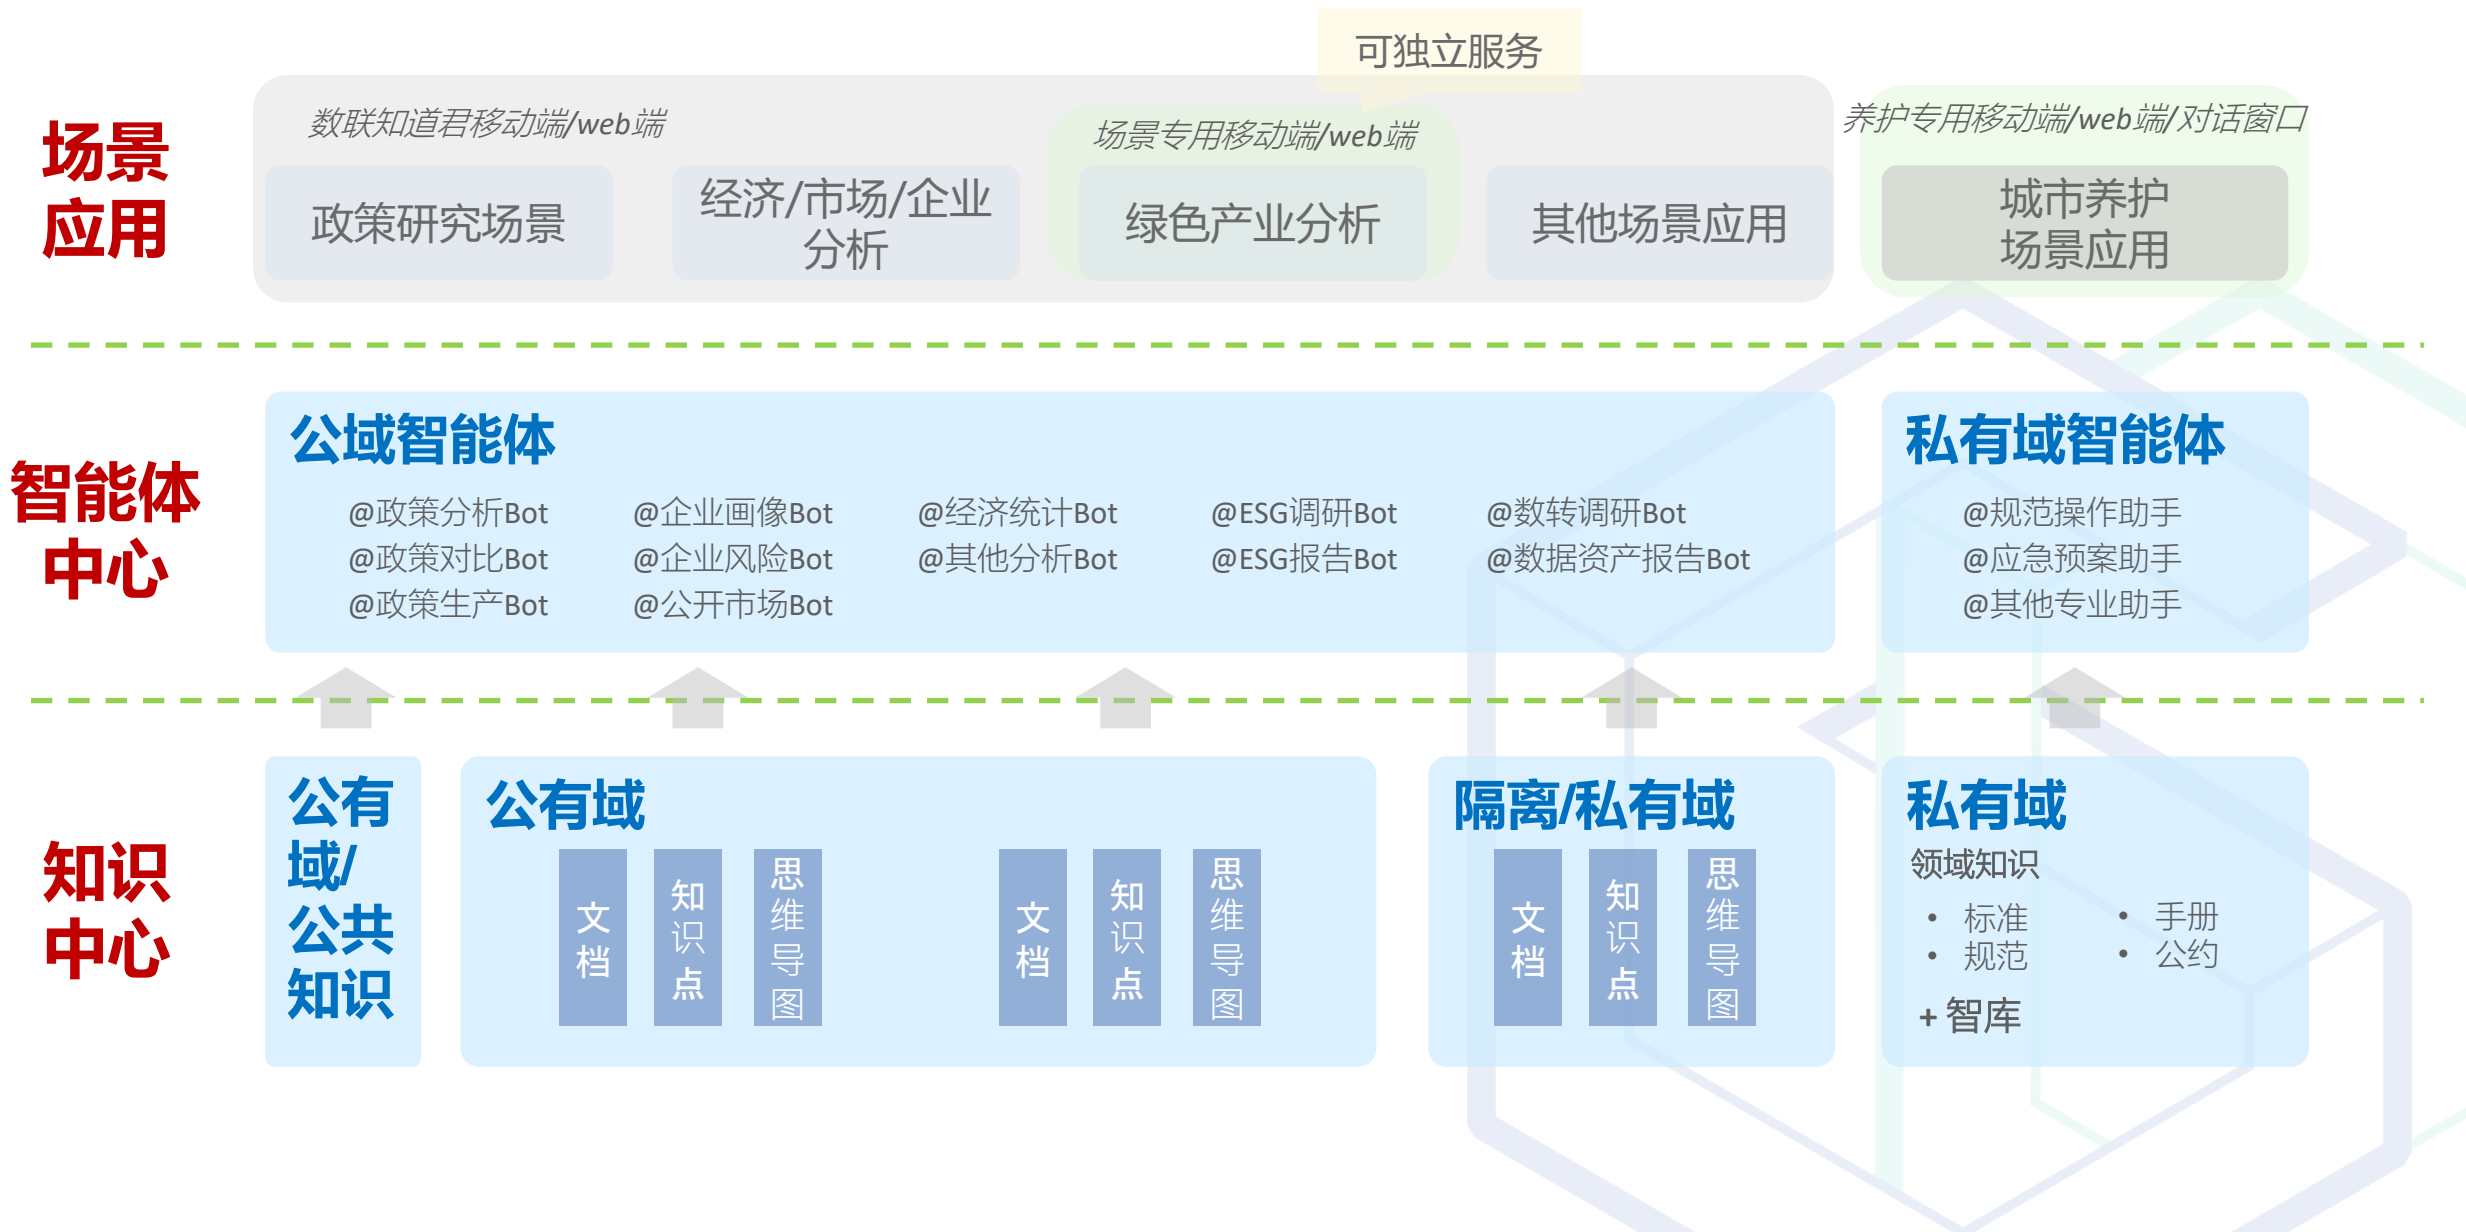 可独立服务
场景
应用
数联知道君移动端/web端
场景专用移动端/web端
养护专用移动端/web端/对话窗口
政策研究场景
经济/市场/企业
分析
绿色产业分析
其他场景应用
城市养护
场景应用
智能体
中心
公域智能体
@政策分析Bot
@政策对比Bot
@政策生产Bot
@企业画像Bot
@企业风险Bot
@公开市场Bot
@经济统计Bot
@其他分析Bot
@ESG调研Bot
@ESG报告Bot
@数转调研Bot
@数据资产报告Bot
私有域智能体
@规范操作助手
@应急预案助手
@其他专业助手
知识
中心
公有
域/
公共
知识
公有域
文档
知识点
思维导图
文档
知识点
思维导图
隔离/私有域
文档
知识点
思维导图
私有域
领域知识
• 标准
• 规范
• 手册
• 公约
+ 智库